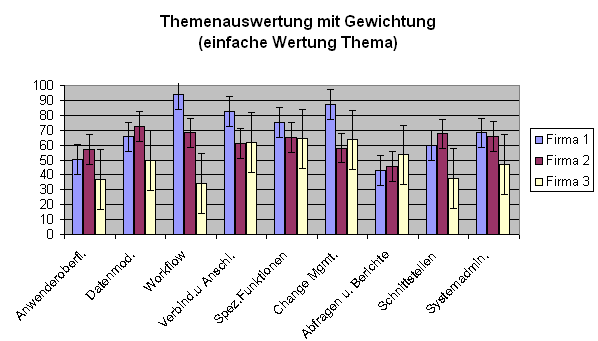 Themenauswertung mit Gewichtung
(einfache Wertung Thema)
100
90
80
70
60
50
40
30
20
10
0
Anwenderoberfl.
Datenmod.
Workflow
Verbind.u Anschl.
Spez.Funktionen
Change Mgmt.
Abfragen u. Berichte
Schnittstellen
Systemadmin.
Firma 1
Firma 2
Firma 3